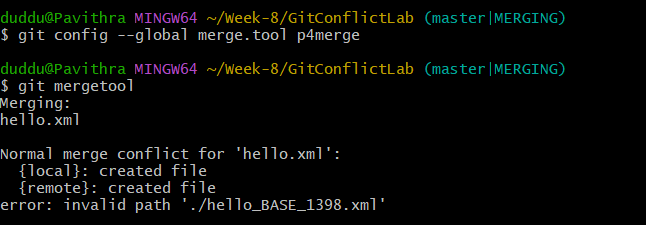 duddu@Pavithra MINGW64 ~/Week-8/GitConflictLab (master|MERGING)
$ git config --global merge.tool p4merge
duddu@Pavithra MINGW64 ~/Week-8/GitConflictLab (master|MERGING)
$ git mergetool
Merging:
hello.xml
Normal merge conflict for 'hello.xml':
  {local}: created file
  {remote}: created file
error: invalid path './hello_BASE_1398.xml'